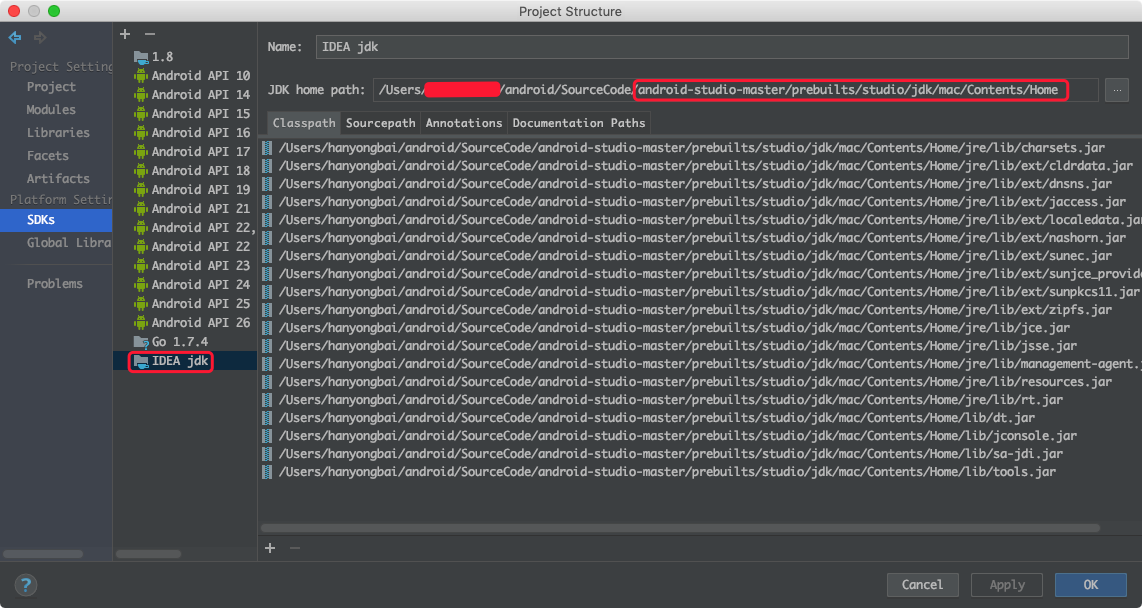 Project Structure
Project Setting
Project
Modules
Libraries
Facets
Artifacts
Platform Settin
SDKs
Global Libra
Problems
1.8
Android API 10
Android API 14
Android API 15
Android API 16
Android API 17
Android API 18
Android API 19
Android API 21
Android API 22,
Android API 22
Android API 23
Android API 24
Android API 25
Android API 26
Go 1.7.4
IDEA jdk
Name: IDEA jdk
JDK home path: /Users/ /android/SourceCode/android-studio-master/prebuilts/studio/jdk/mac/Contents/Home ...
Classpath Sourcepath Annotations Documentation Paths
/Users/hanyongbai/android/SourceCode/android-studio-master/prebuilts/studio/jdk/mac/Contents/Home/jre/lib/charsets.jar
/Users/hanyongbai/android/SourceCode/android-studio-master/prebuilts/studio/jdk/mac/Contents/Home/jre/lib/ext/cldrdata.jar
/Users/hanyongbai/android/SourceCode/android-studio-master/prebuilts/studio/jdk/mac/Contents/Home/jre/lib/ext/dnsns.jar
/Users/hanyongbai/android/SourceCode/android-studio-master/prebuilts/studio/jdk/mac/Contents/Home/jre/lib/ext/jaccess.jar
/Users/hanyongbai/android/SourceCode/android-studio-master/prebuilts/studio/jdk/mac/Contents/Home/jre/lib/ext/localedata.jar
/Users/hanyongbai/android/SourceCode/android-studio-master/prebuilts/studio/jdk/mac/Contents/Home/jre/lib/ext/nashorn.jar
/Users/hanyongbai/android/SourceCode/android-studio-master/prebuilts/studio/jdk/mac/Contents/Home/jre/lib/ext/sunec.jar
/Users/hanyongbai/android/SourceCode/android-studio-master/prebuilts/studio/jdk/mac/Contents/Home/jre/lib/ext/sunjce_provide
/Users/hanyongbai/android/SourceCode/android-studio-master/prebuilts/studio/jdk/mac/Contents/Home/jre/lib/ext/sunpkcs11.jar
/Users/hanyongbai/android/SourceCode/android-studio-master/prebuilts/studio/jdk/mac/Contents/Home/jre/lib/ext/zipfs.jar
/Users/hanyongbai/android/SourceCode/android-studio-master/prebuilts/studio/jdk/mac/Contents/Home/jre/lib/jce.jar
/Users/hanyongbai/android/SourceCode/android-studio-master/prebuilts/studio/jdk/mac/Contents/Home/jre/lib/jsse.jar
/Users/hanyongbai/android/SourceCode/android-studio-master/prebuilts/studio/jdk/mac/Contents/Home/jre/lib/management-agent.j
/Users/hanyongbai/android/SourceCode/android-studio-master/prebuilts/studio/jdk/mac/Contents/Home/jre/lib/resources.jar
/Users/hanyongbai/android/SourceCode/android-studio-master/prebuilts/studio/jdk/mac/Contents/Home/jre/lib/rt.jar
/Users/hanyongbai/android/SourceCode/android-studio-master/prebuilts/studio/jdk/mac/Contents/Home/lib/dt.jar
/Users/hanyongbai/android/SourceCode/android-studio-master/prebuilts/studio/jdk/mac/Contents/Home/lib/jconsole.jar
/Users/hanyongbai/android/SourceCode/android-studio-master/prebuilts/studio/jdk/mac/Contents/Home/lib/sa-jdi.jar
/Users/hanyongbai/android/SourceCode/android-studio-master/prebuilts/studio/jdk/mac/Contents/Home/lib/tools.jar
? Cancel Apply OK